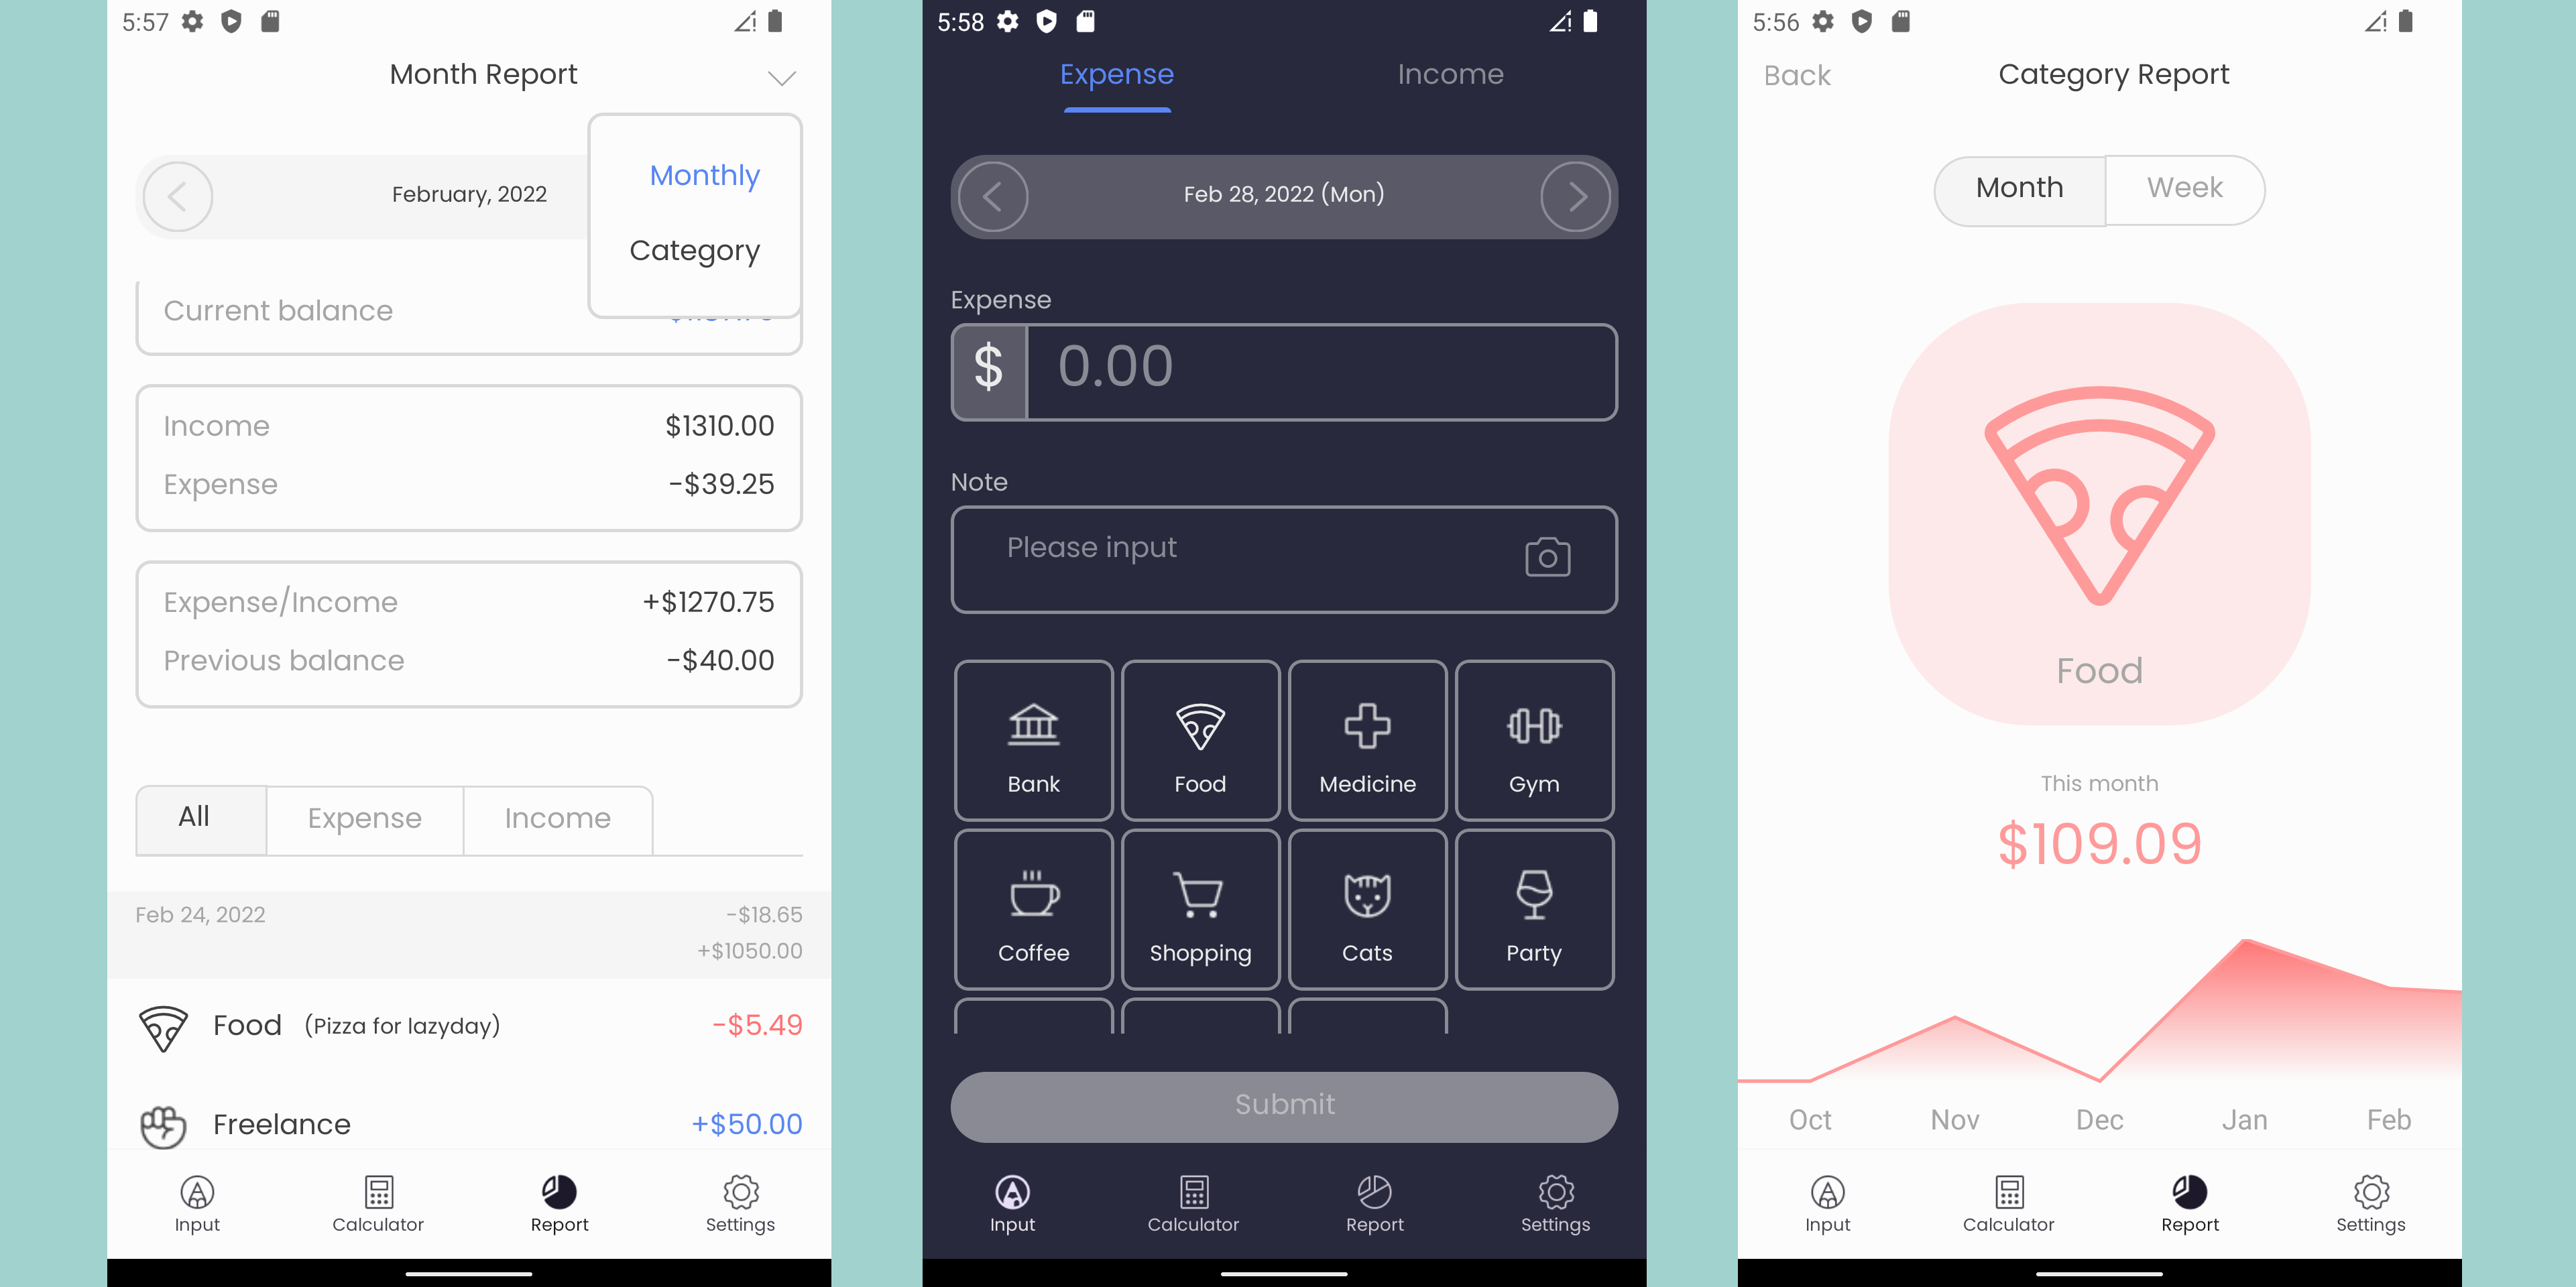 5:57
Month Report
Monthly
Category
February, 2022
Current balance
Income $1310.00
Expense -$39.25
Expense/Income +$1270.75
Previous balance -$40.00
All Expense Income
Feb 24, 2022 -$18.65
+$1050.00
Food (Pizza for lazyday) -$5.49
Freelance +$50.00
Input Calculator Report Settings
5:58
Expense Income
Feb 28, 2022 (Mon)
Expense
$ 0.00
Note
Please input
Bank Food Medicine Gym
Coffee Shopping Cats Party
Submit
Input Calculator Report Settings
5:56
Back Category Report
Month Week
Food
This month
$109.09
Oct Nov Dec Jan Feb
Input Calculator Report Settings